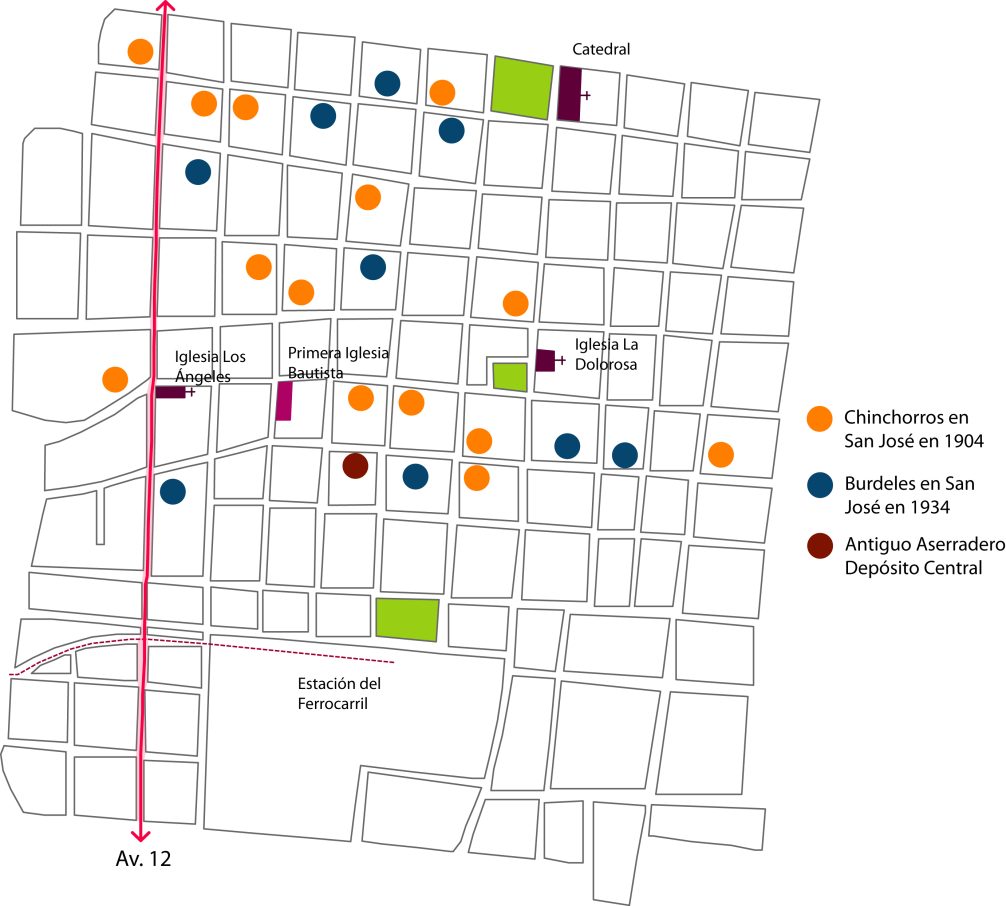 Catedral
Iglesia Los
Ángeles
Primera Iglesia
Bautista
Iglesia La
Dolorosa
Chinchorros en
San José en 1904
Burdeles en San
José en 1934
Antiguo Aserradero
Depósito Central
Estación del
Ferrocarril
Av. 12